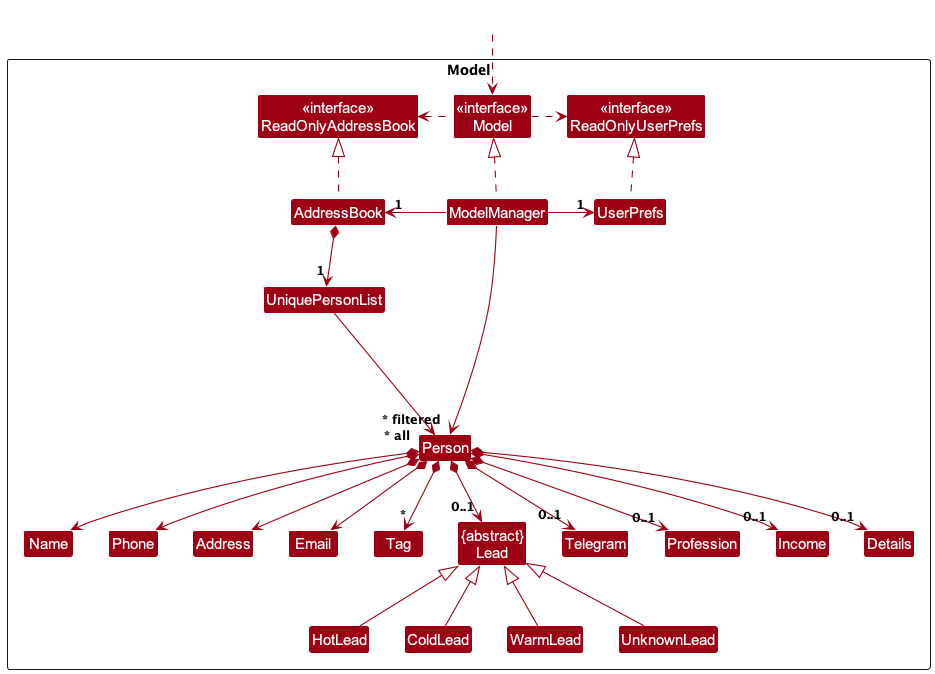 Model
«interface»
ReadOnlyAddressBook
«interface»
Model
«interface»
ReadOnlyUserPrefs
AddressBook
1
ModelManager
1
UserPrefs
1
UniquePersonList
* filtered
* all
Person
*
0..1
0..1
0..1
0..1
0..1
Name
Phone
Address
Email
Tag
{abstract}
Lead
Telegram
Profession
Income
Details
HotLead
ColdLead
WarmLead
UnknownLead